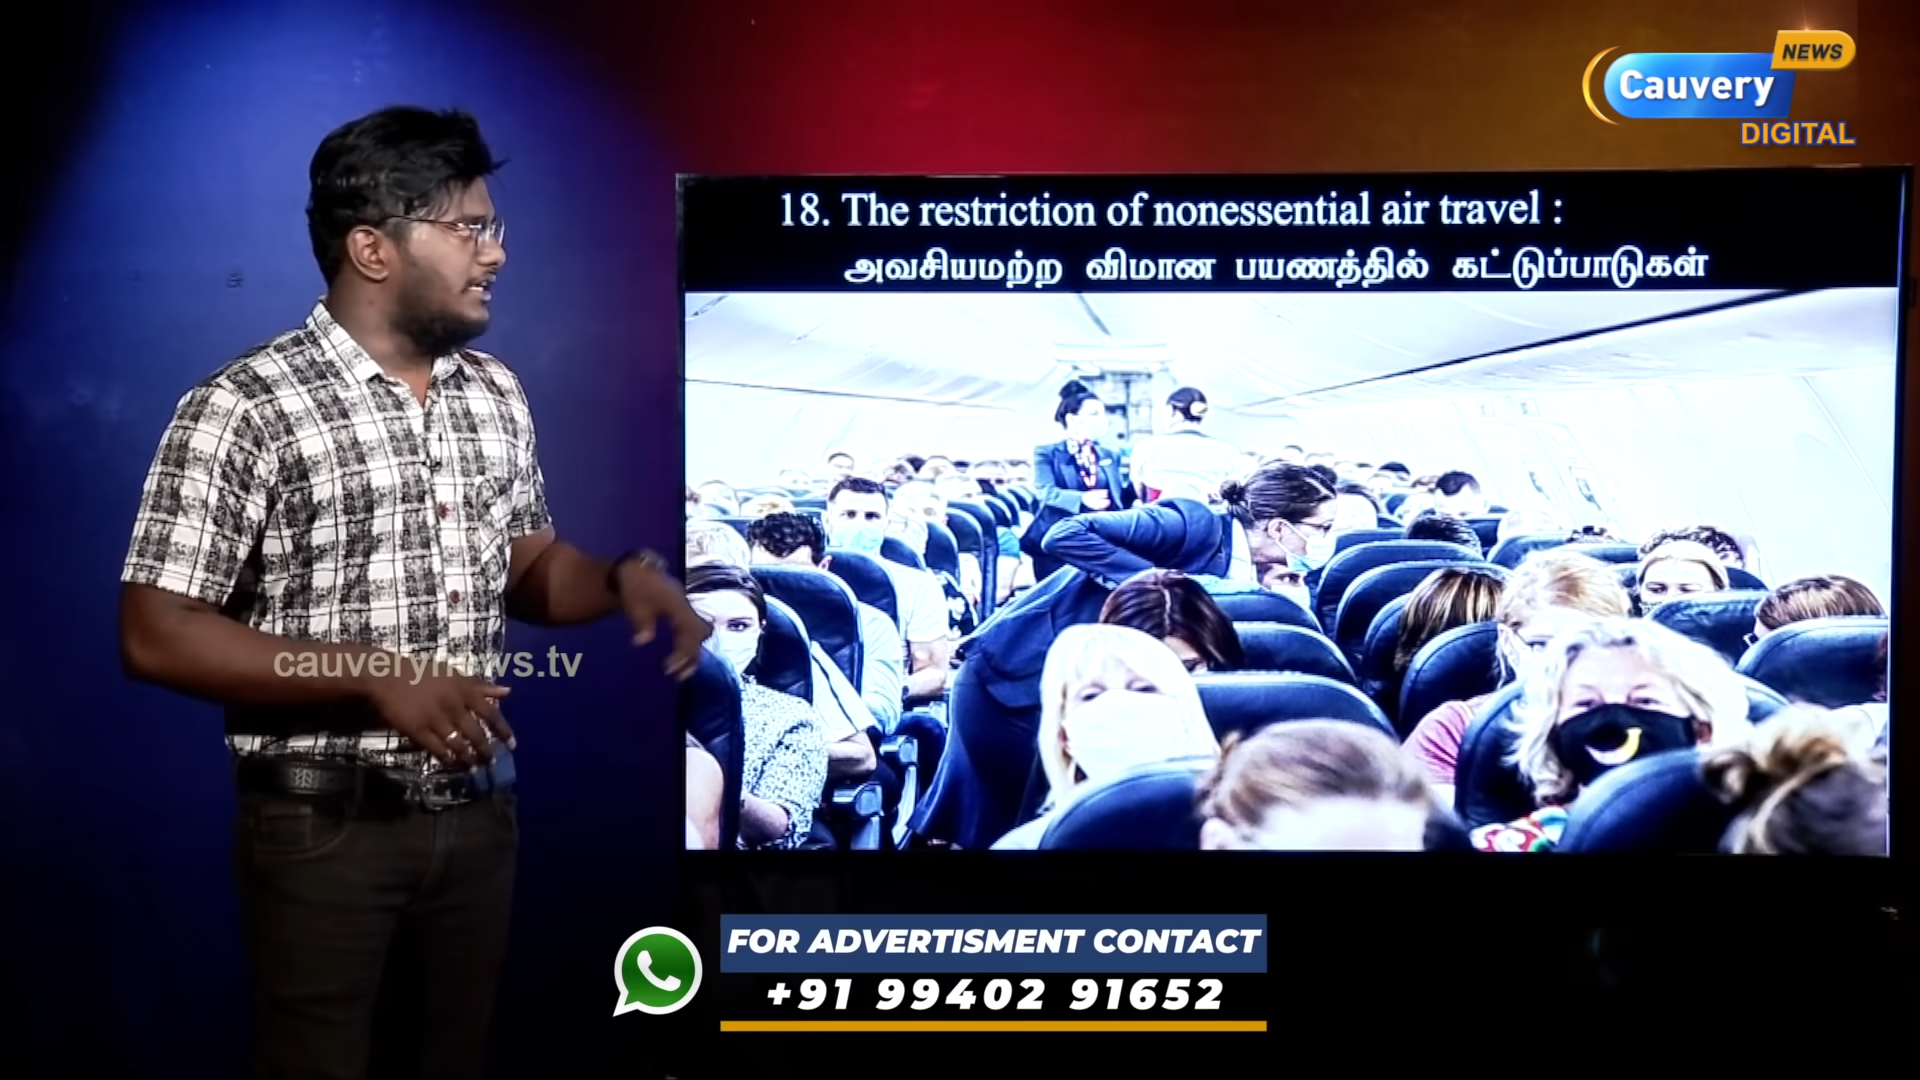 NEWS
Cauvery
DIGITAL
18. The restriction of nonessential air travel :
அவசியமற்ற விமான பயணத்தில் கட்டுப்பாடுகள்
cauverynews.tv
FOR ADVERTISMENT CONTACT
+91 99402 91652